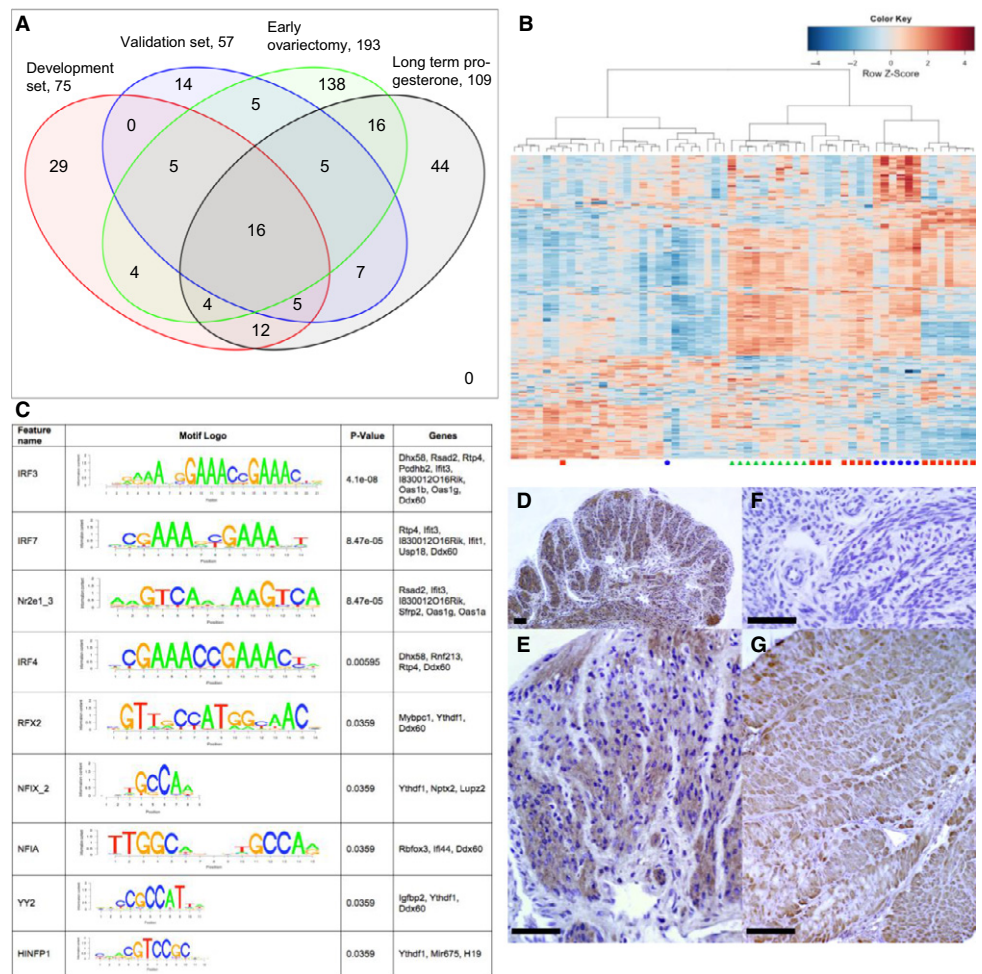 A
Validation set, 57
Early
ovariectomy, 193
Development
set, 75
Long term pro-
gesterone, 109
14
5
138
0
16
29
5
5
44
16
4
7
4
5
12
0
B
Color Key
−4 −2 0 2 4
Row Z-Score
C
Feature
name
Motif Logo
P-Value
Genes
IRF3
4.1e-08
Dhx58, Rsad2, Rtp4,
Pcdhb2, Ifit3,
I830012O16Rik,
Oas1b, Oas1g,
Ddx60
IRF7
8.47e-05
Rtp4, Ifit3,
I830012O16Rik, Ifit1,
Usp18, Ddx60
Nr2e1_3
8.47e-05
Rsad2, Ifit3,
I830012O16Rik,
Sfrp2, Oas1g, Oas1a
IRF4
0.00595
Dhx58, Rnf213,
Rtp4, Ddx60
RFX2
0.0359
Mybpc1, Ythdf1,
Ddx60
NFIX_2
0.0359
Ythdf1, Nptx2, Lupz2
NFIA
0.0359
Rbfox3, Ifi44, Ddx60
YY2
0.0359
Igfbp2, Ythdf1,
Ddx60
HINFP1
0.0359
Ythdf1, Mir675, H19
D
F
E
G